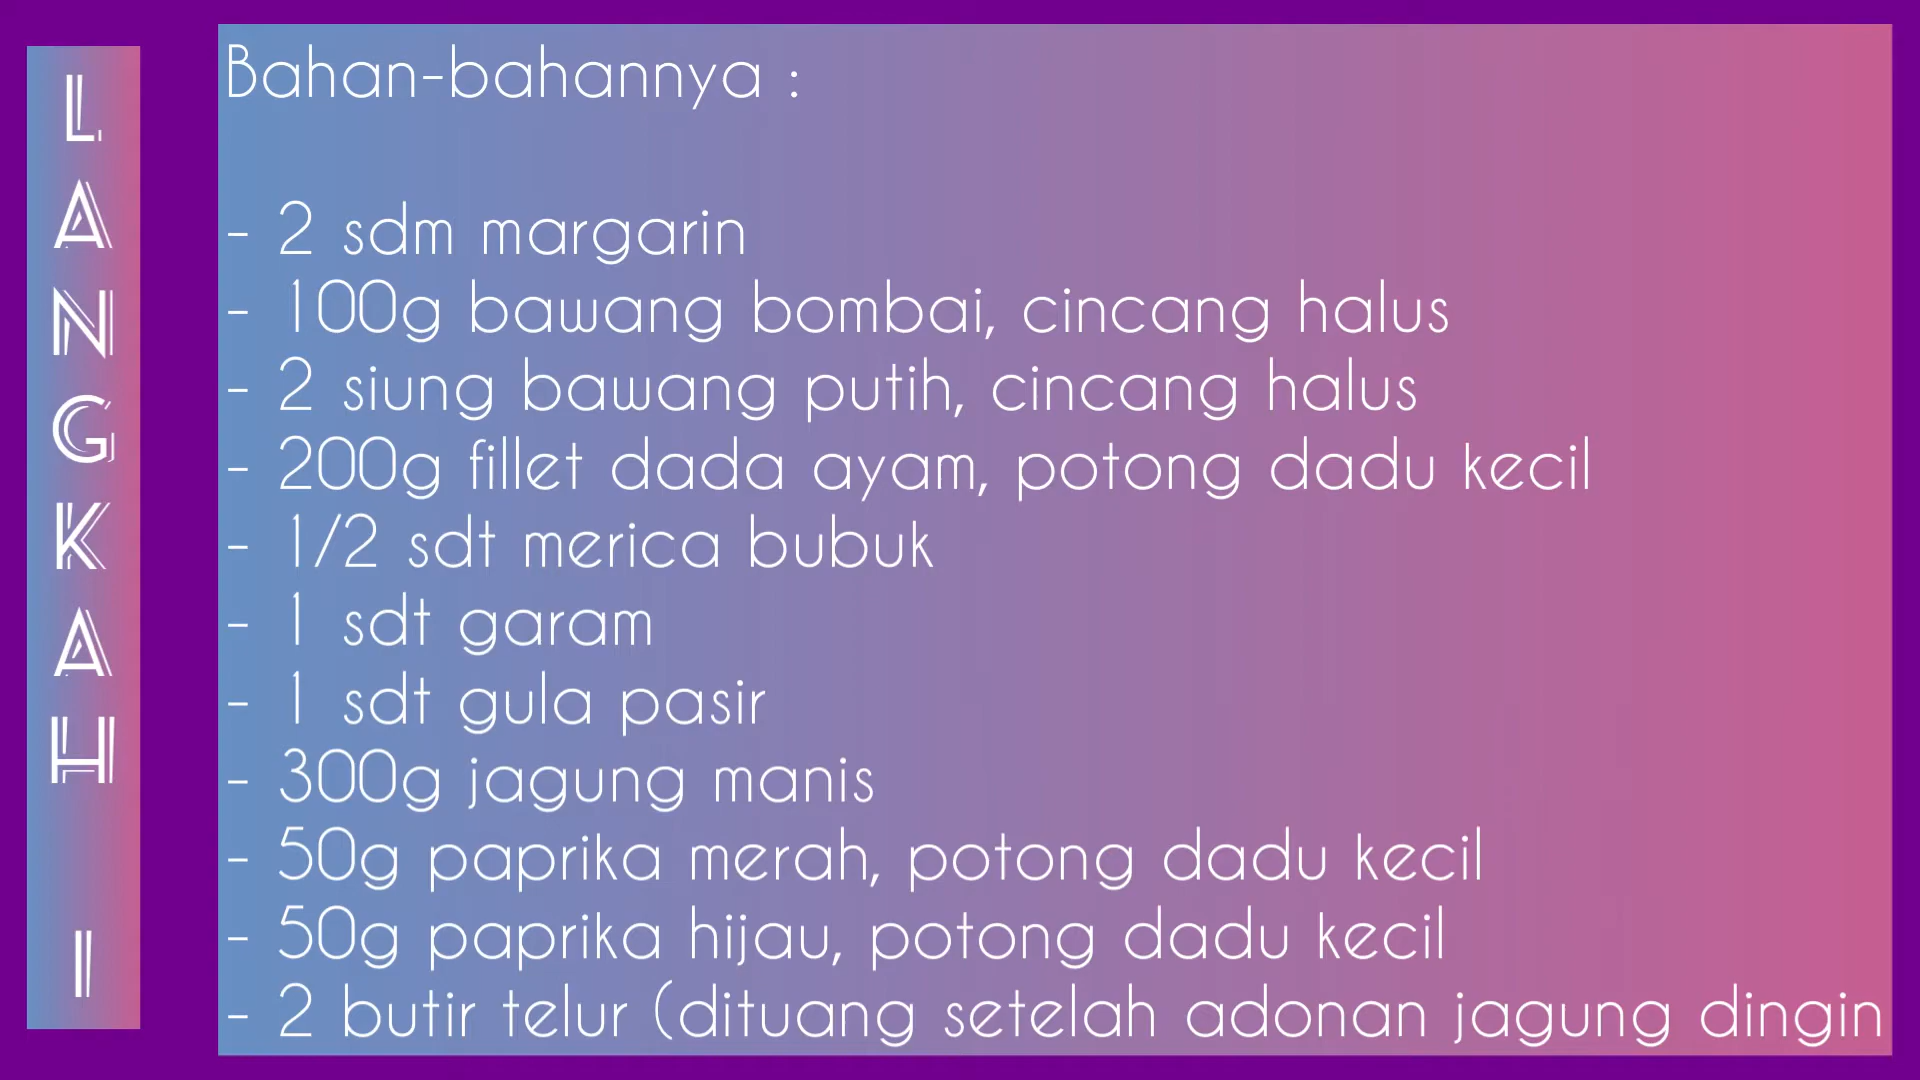 LANGKAH I
Bahan-bahannya :
- 2 sdm margarin
- 100g bawang bombai, cincang halus
- 2 siung bawang putih, cincang halus
- 200g fillet dada ayam, potong dadu kecil
- 1/2 sdt merica bubuk
- 1 sdt garam
- 1 sdt gula pasir
- 300g jagung manis
- 50g paprika merah, potong dadu kecil
- 50g paprika hijau, potong dadu kecil
- 2 butir telur (dituang setelah adonan jagung dingin